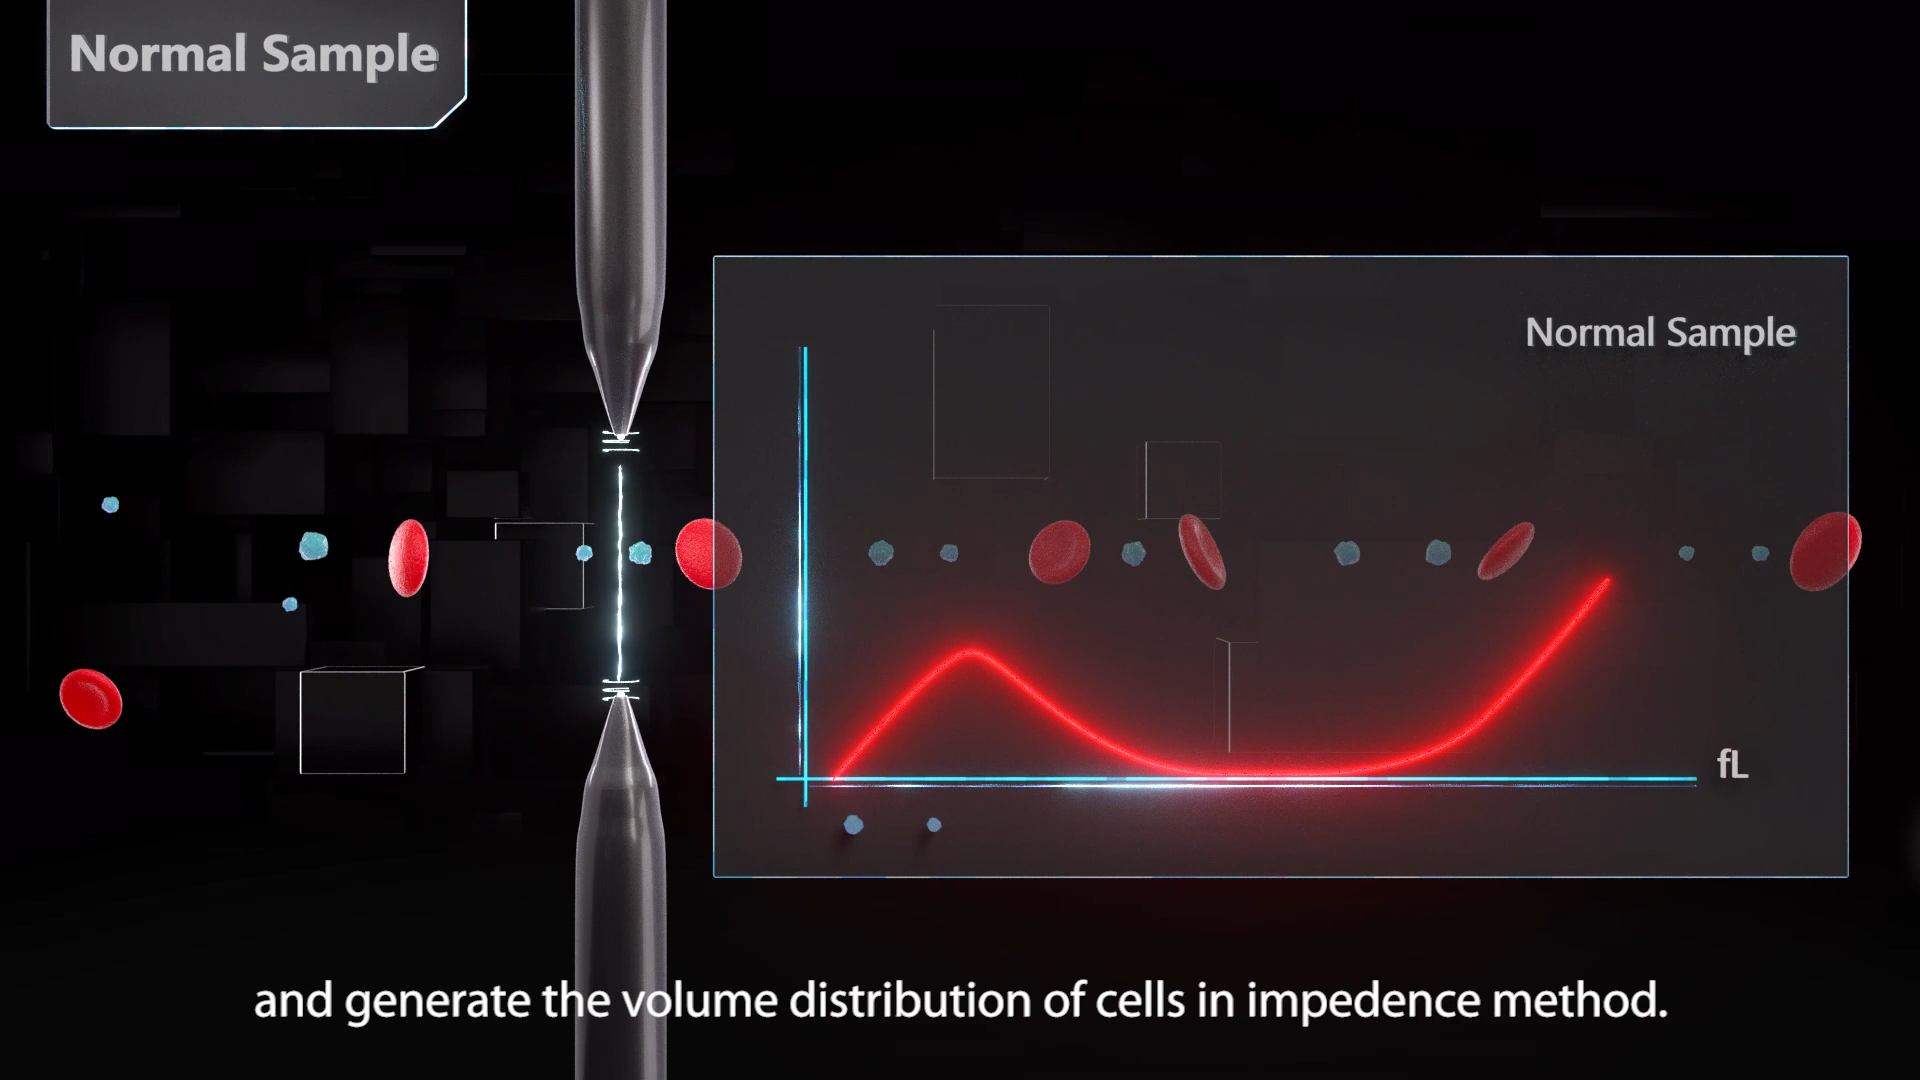 Normal Sample
Normal Sample
fL
and generate the volume distribution of cells in impedence method.